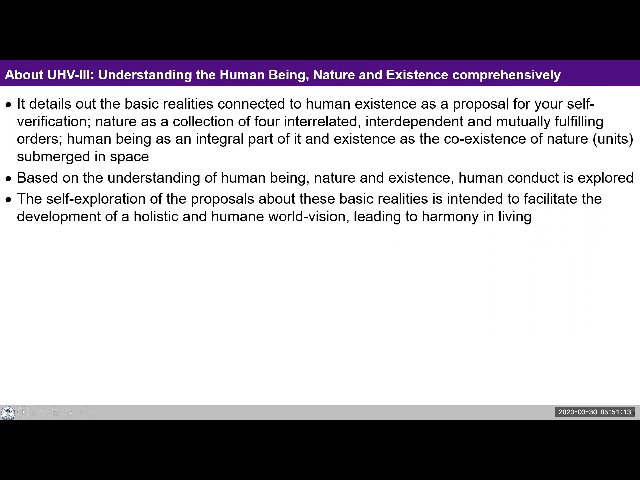 About UHV-III: Understanding the Human Being, Nature and Existence comprehensively
• It details out the basic realities connected to human existence as a proposal for your self-
verification; nature as a collection of four interrelated, interdependent and mutually fulfilling
orders; human being as an integral part of it and existence as the co-existence of nature (units)
submerged in space
• Based on the understanding of human being, nature and existence, human conduct is explored
• The self-exploration of the proposals about these basic realities is intended to facilitate the
development of a holistic and humane world-vision, leading to harmony in living
2023-03-30 05:51:13